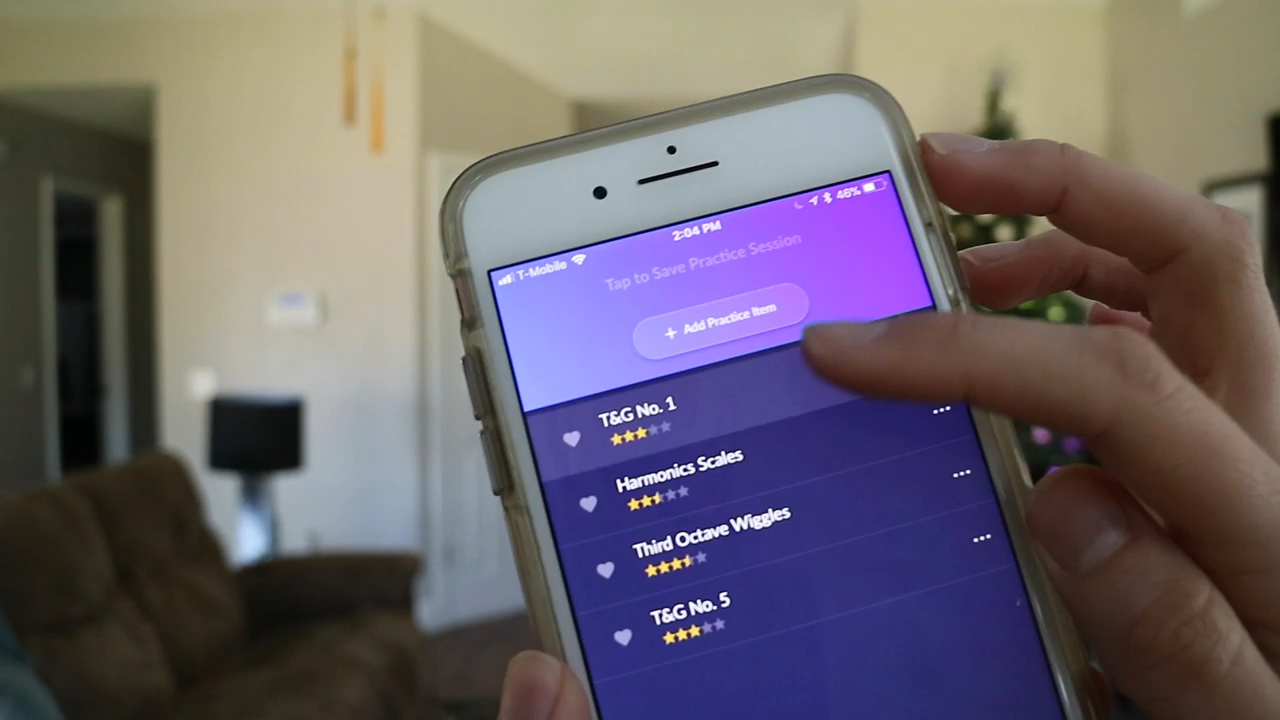 T-Mobile 2:04 PM 46%
Tap to Save Practice Session
+ Add Practice Item
T&G No. 1
Harmonics Scales
Third Octave Wiggles
T&G No. 5